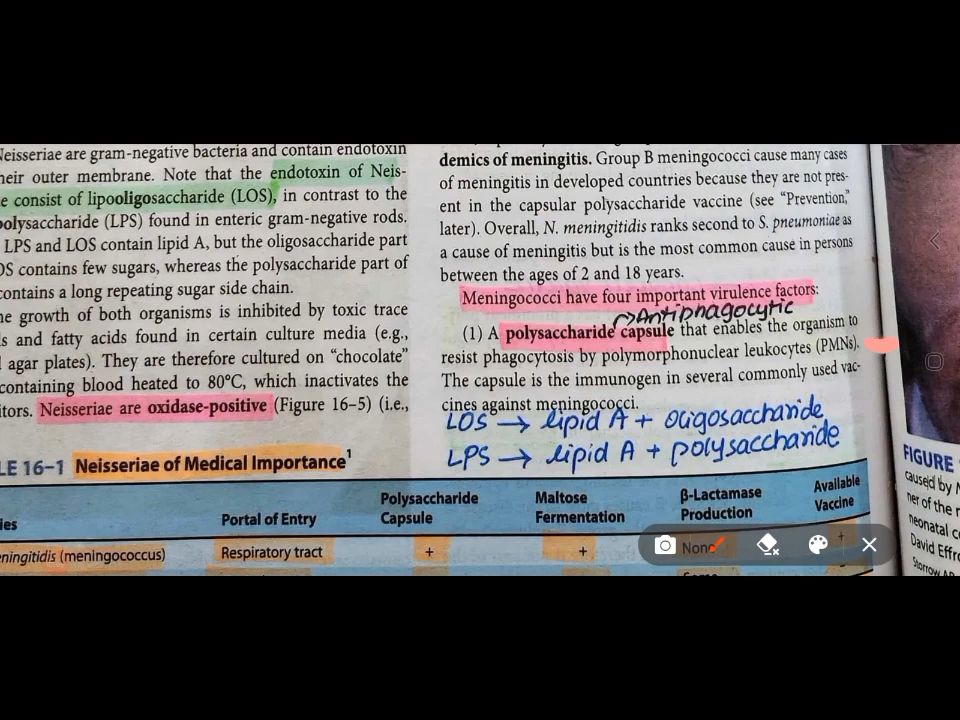 Neisseriae are gram-negative bacteria and contain endotoxin
heir outer membrane. Note that the endotoxin of Neis-
e consist of lipooligosaccharide (LOS), in contrast to the
polysaccharide (LPS) found in enteric gram-negative rods.
LPS and LOS contain lipid A, but the oligosaccharide part
OS contains few sugars, whereas the polysaccharide part of
contains a long repeating sugar side chain.
he growth of both organisms is inhibited by toxic trace
ls and fatty acids found in certain culture media (e.g.,
l agar plates). They are therefore cultured on “chocolate”
containing blood heated to 80°C, which inactivates the
itors. Neisseriae are oxidase-positive (Figure 16–5) (i.e.,
demics of meningitis. Group B meningococci cause many cases
of meningitis in developed countries because they are not pres-
ent in the capsular polysaccharide vaccine (see “Prevention,”
later). Overall, N. meningitidis ranks second to S. pneumoniae as
a cause of meningitis but is the most common cause in persons
between the ages of 2 and 18 years.
Meningococci have four important virulence factors:
Antiphagocytic
(1) A polysaccharide capsule that enables the organism to
resist phagocytosis by polymorphonuclear leukocytes (PMNs).
The capsule is the immunogen in several commonly used vac-
cines against meningococci.
LOS → lipid A + oligosaccharide
LPS → lipid A + polysaccharide
LE 16–1 Neisseriae of Medical Importance¹
ies Portal of Entry Polysaccharide Capsule Maltose Fermentation β-Lactamase Production Available Vaccine
eningitidis (meningococcus) Respiratory tract + + None +
FIGURE
caused by N
ner of the r
neonatal c
David Effr
Storrow AB